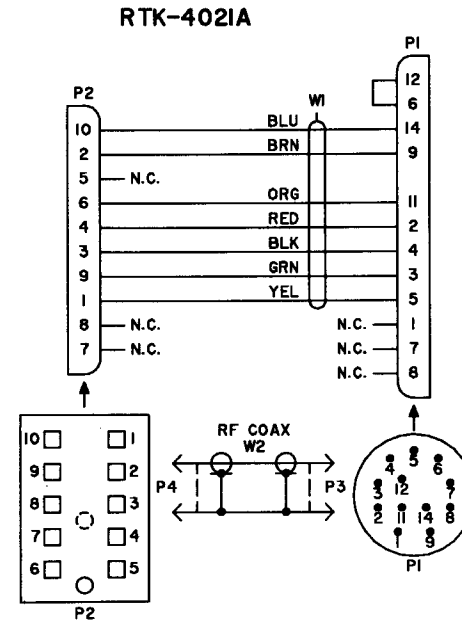 RTK-4021A
P1
P2
12
W1
6
10 BLU 14
2 BRN 9
5 N.C.
6 ORG 11
4 RED 2
3 BLK 4
9 GRN 3
1 YEL 5
8 N.C. N.C. 1
7 N.C. N.C. 7
N.C. 8
RF COAX
W2
P4 P3
10 1
9 2
8 3
7 4
6 5
P2
5
4 6
3 12 7
2 11 14 8
1 9
P1